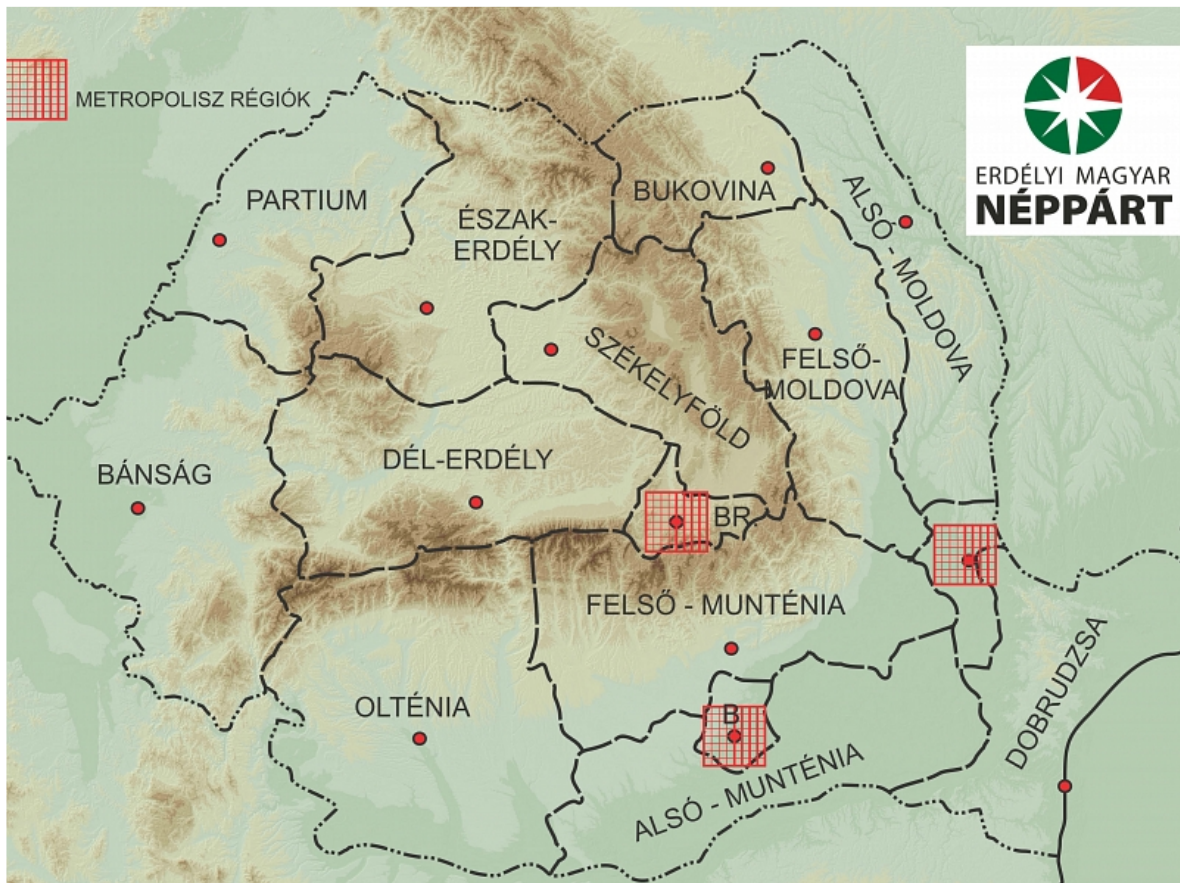 METROPOLISZ RÉGIÓK
ERDÉLYI MAGYAR
NÉPPÁRT
PARTIUM
ÉSZAK-
ERDÉLY
BUKOVINA
ALSÓ - MOLDOVA
SZÉKELYFÖLD
FELSŐ-
MOLDOVA
BÁNSÁG
DÉL-ERDÉLY
BR
FELSŐ - MUNTÉNIA
OLTÉNIA
B
ALSÓ - MUNTÉNIA
DOBRUDZSA